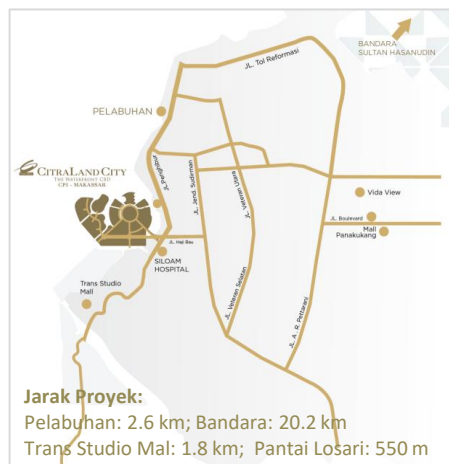 BANDARA
SULTAN HASANUDIN
JL. Tol Reformasi
PELABUHAN
CITRALAND CITY
THE WATERFRONT CBD
CPI - MAKASSAR
JL.Penghibur
JL. Jend. Sudirman
JL. Veteran Utara
Vida View
JL. Boulevard
Mall
Panakukang
JL. Haji Bau
SILOAM
HOSPITAL
Trans Studio
Mall
JL. Veteran Selatan
JL. A . R. Pettarani
Jarak Proyek:
Pelabuhan: 2.6 km; Bandara: 20.2 km
Trans Studio Mal: 1.8 km; Pantai Losari: 550 m